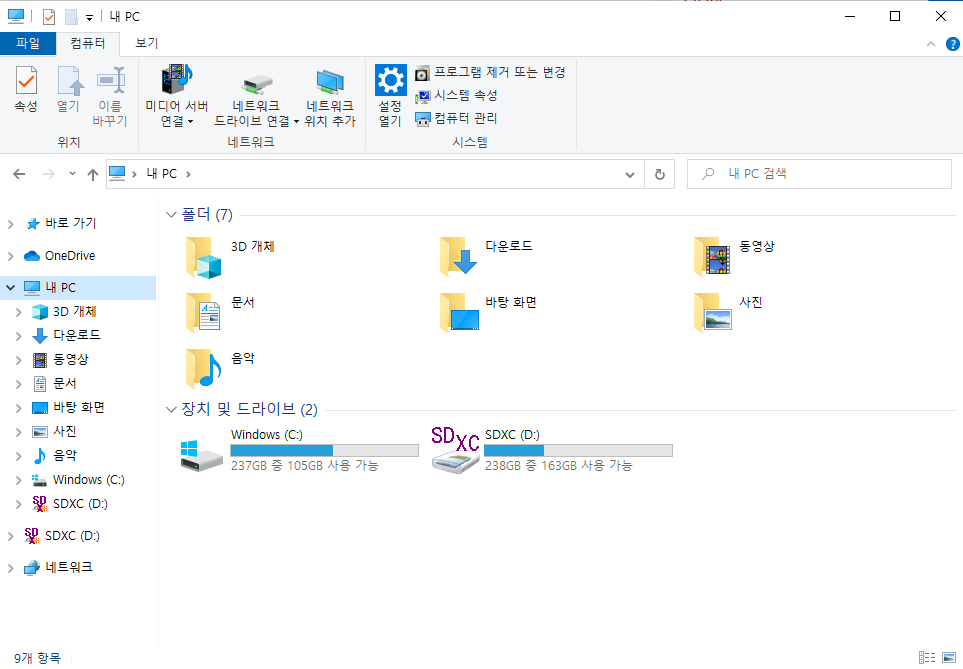 내 PC
파일 컴퓨터 보기
속성
열기
이름
바꾸기
위치
미디어 서버
연결
네트워크
드라이브 연결
네트워크
위치 추가
네트워크
설정
열기
프로그램 제거 또는 변경
시스템 속성
컴퓨터 관리
시스템
내 PC
내 PC 검색
바로 가기
OneDrive
내 PC
3D 개체
다운로드
동영상
문서
바탕 화면
사진
음악
Windows (C:)
SDXC (D:)
SDXC (D:)
네트워크
폴더 (7)
3D 개체
다운로드
동영상
문서
바탕 화면
사진
음악
장치 및 드라이브 (2)
Windows (C:)
237GB 중 105GB 사용 가능
SDXC
SDXC (D:)
238GB 중 163GB 사용 가능
9개 항목